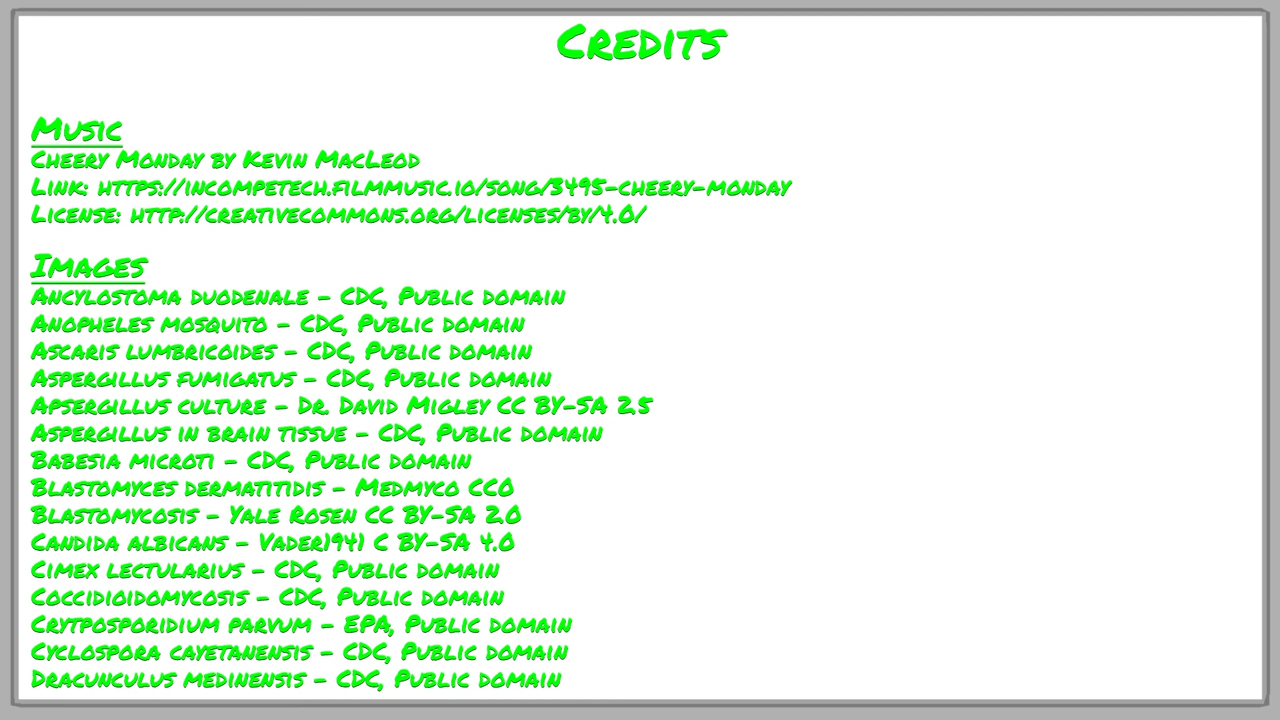 Credits
Music
Cheery Monday by Kevin MacLeod
Link: https://incompetech.filmmusic.io/song/3495-cheery-monday
License: http://creativecommons.org/licenses/by/4.0/
Images
Ancylostoma duodenale - CDC, Public domain
Anopheles mosquito - CDC, Public domain
Ascaris lumbricoides - CDC, Public domain
Aspergillus fumigatus - CDC, Public domain
Apsergillus culture - Dr. David Migley CC BY-SA 2.5
Aspergillus in brain tissue - CDC, Public domain
Babesia microti - CDC, Public domain
Blastomyces dermatitidis - Medmyco CC0
Blastomycosis - Yale Rosen CC BY-SA 2.0
Candida albicans - Vader1941 C BY-SA 4.0
Cimex lectularius - CDC, Public domain
Coccidioidomycosis - CDC, Public domain
Crytposporidium parvum - EPA, Public domain
Cyclospora cayetanensis - CDC, Public domain
Dracunculus medinensis - CDC, Public domain